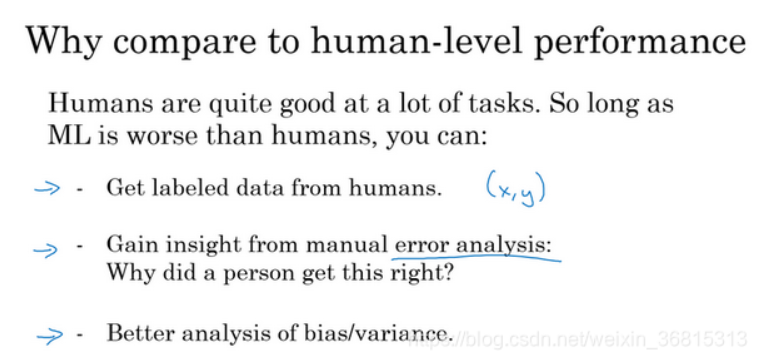 Why compare to human-level performance
Humans are quite good at a lot of tasks. So long as
ML is worse than humans, you can:
- Get labeled data from humans. (x,y)
- Gain insight from manual error analysis:
Why did a person get this right?
- Better analysis of bias/variance.
https://blog.csdn.net/weixin_36815313